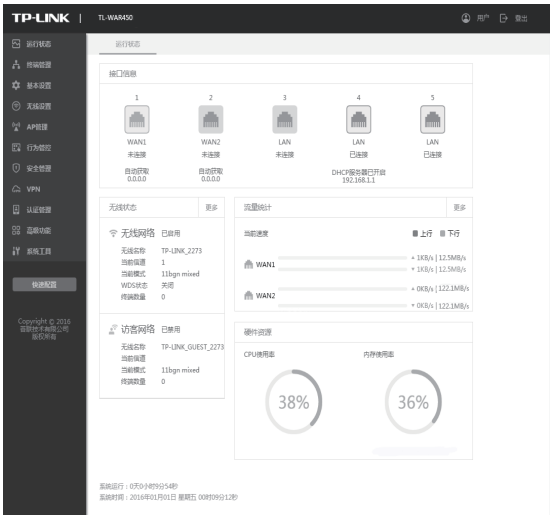 TP-LINK | TL-WAR450 用户 登出
运行状态
终端管理
基本设置
无线设置
AP管理
行为管控
安全管理
VPN
认证管理
高级功能
系统工具
快速配置
Copyright © 2016
普联技术有限公司
版权所有
运行状态
接口信息
1 2 3 4 5
WAN1 WAN2 LAN LAN LAN
未连接 未连接 未连接 已连接 已连接
自动获取 自动获取 DHCP服务器已开启
0.0.0.0 0.0.0.0 192.168.1.1
无线状态 更多
无线网络 已启用
无线名称 TP-LINK_2273
当前信道 1
当前模式 11bgn mixed
WDS状态 关闭
终端数量 0
访客网络 已禁用
无线名称 TP-LINK_GUEST_2273
当前信道
当前模式 11bgn mixed
终端数量 0
流量统计 更多
当前速度 上行 下行
WAN1 1KB/s | 12.5MB/s
1KB/s | 12.5MB/s
WAN2 0KB/s | 122.1MB/s
0KB/s | 122.1MB/s
硬件资源
CPU使用率 内存使用率
38% 36%
系统运行：0天0小时9分54秒
系统时间：2016年01月01日 星期五 00时09分12秒